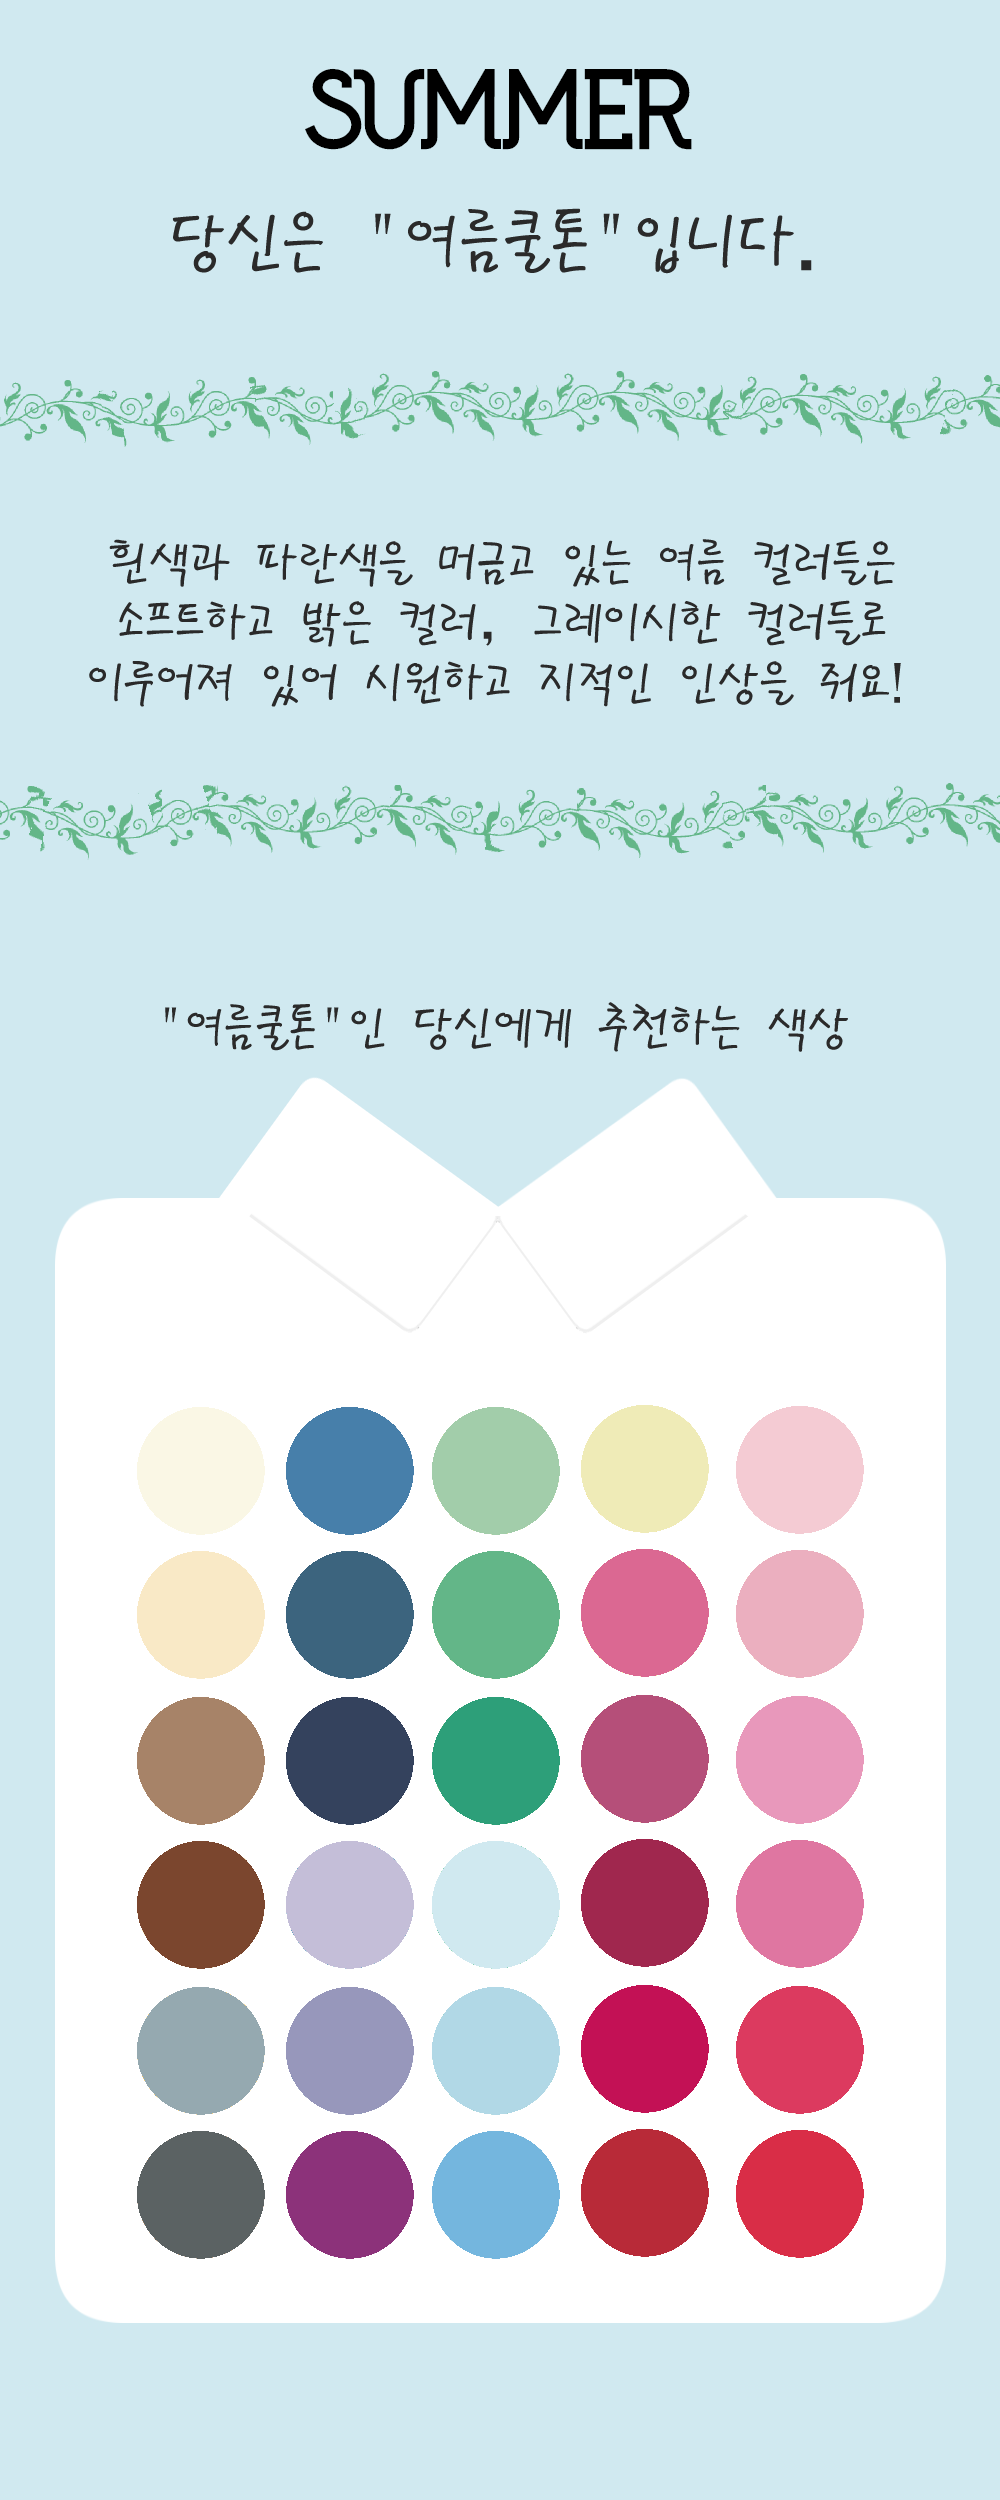 SUMMER
당신은 "여름쿨톤"입니다.
흰색과 파란색을 머금고 있는 여름 컬러들은
소프트하고 밝은 컬러, 그레이시한 컬러들로
이루어져 있어 시원하고 지적인 인상을 줘요!
"여름쿨톤"인 당신에게 추천하는 색상